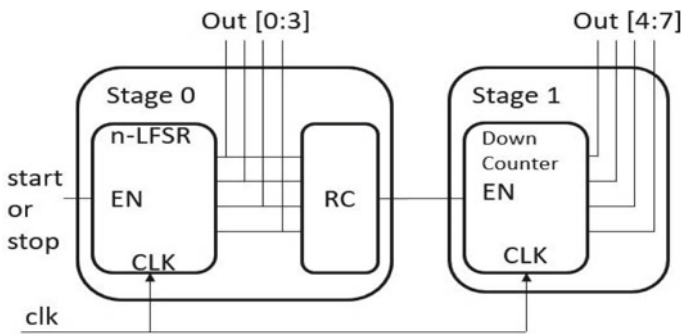 Out [0:3]
Out [4:7]
Stage 0
Stage 1
n-LFSR
Down
Counter
start
or
stop
EN
RC
EN
CLK
CLK
clk